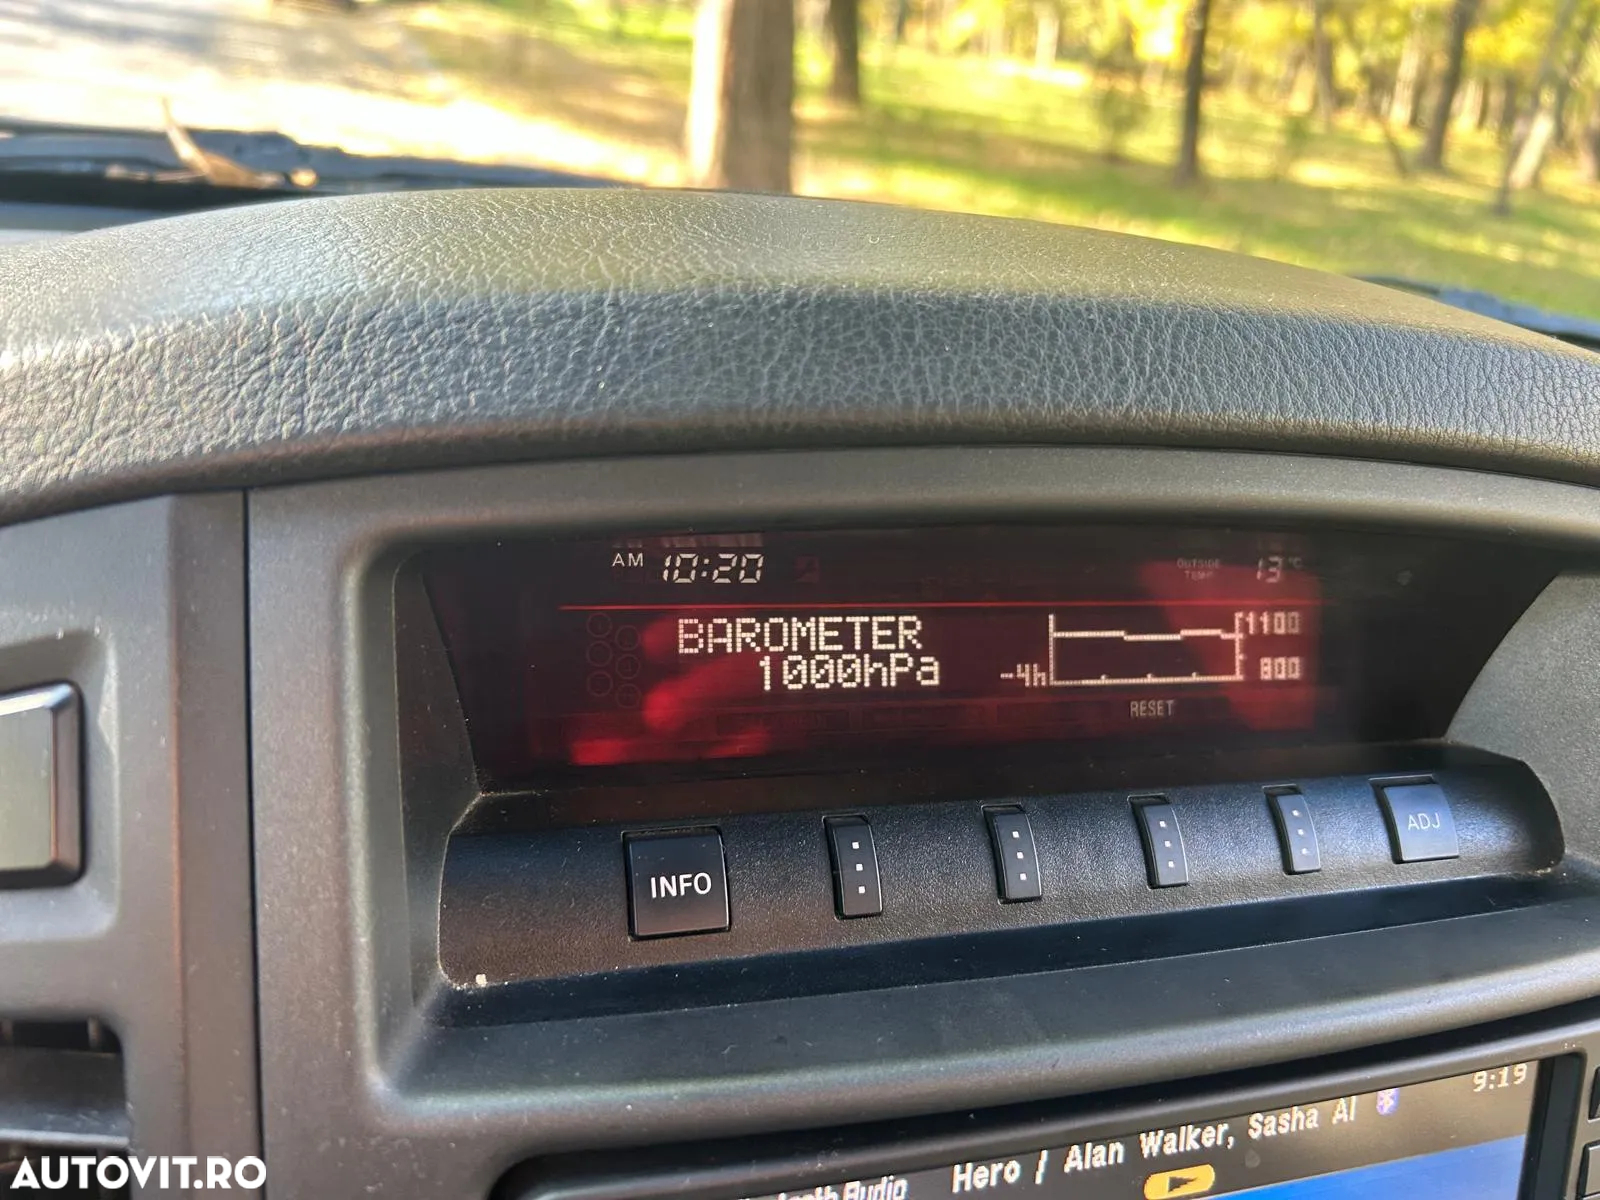 AM 10:20 OUTSIDE TEMP 13°C
BAROMETER
1000hPa
-4h
1100
800
RESET
INFO
ADJ
9:19
Hero / Alan Walker, Sasha Al
Audio
AUTOVIT.RO